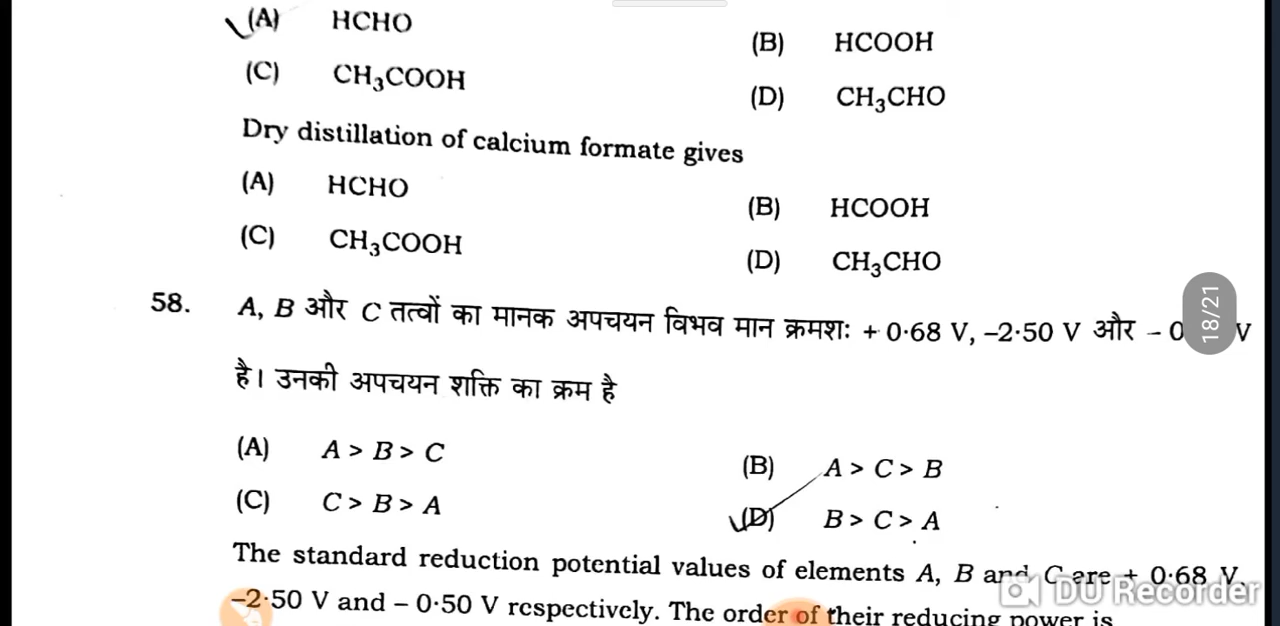 (A) HCHO
(B) HCOOH
(C) CH₃COOH
(D) CH₃CHO
Dry distillation of calcium formate gives
(A) HCHO
(B) HCOOH
(C) CH₃COOH
(D) CH₃CHO
58. A, B और C तत्वों का मानक अपचयन विभव मान क्रमशः + 0·68 V, –2·50 V और – 0 V
18/21
है। उनकी अपचयन शक्ति का क्रम है
(A) A > B > C
(B) A > C > B
(C) C > B > A
(D) B > C > A
The standard reduction potential values of elements A, B and C are + 0·68 V,
–2·50 V and – 0·50 V respectively. The order of their reducing power is
DU Recorder